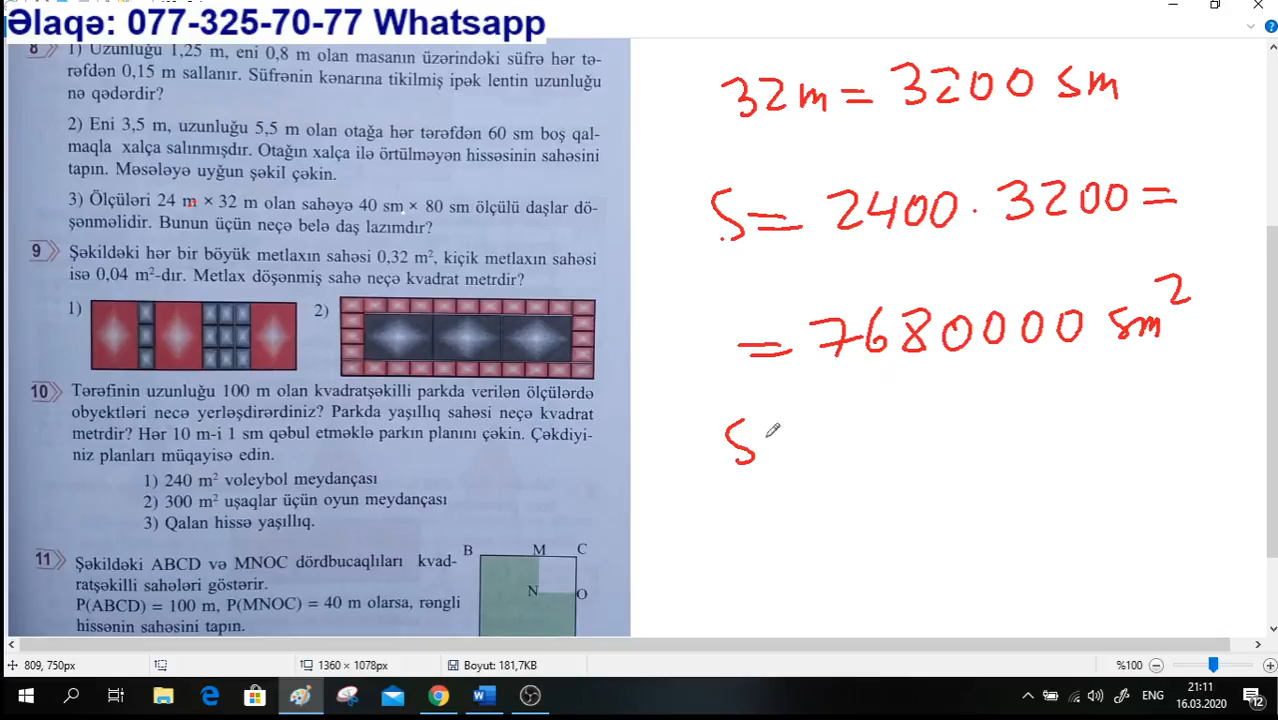 Əlaqə: 077-325-70-77 Whatsapp
8 1) Uzunluğu 1,25 m, eni 0,8 m olan masanın üzərindəki süfrə hər tə-
rəfdən 0,15 m sallanır. Süfrənin kənarına tikilmiş ipək lentin uzunluğu
nə qədərdir?
2) Eni 3,5 m, uzunluğu 5,5 m olan otağa hər tərəfdən 60 sm boş qal-
maqla xalça salınmışdır. Otağın xalça ilə örtülməyən hissəsinin sahəsini
tapın. Məsələyə uyğun şəkil çəkin.
3) Ölçüləri 24 m × 32 m olan sahəyə 40 sm × 80 sm ölçülü daşlar dö-
şənməlidir. Bunun üçün neçə belə daş lazımdır?
9 Şəkildəki hər bir böyük metlaxın sahəsi 0,32 m², kiçik metlaxın sahəsi
isə 0,04 m²-dır. Metlax döşənmiş sahə neçə kvadrat metrdir?
1) 2)
10 Tərəfinin uzunluğu 100 m olan kvadratşəkilli parkda verilən ölçülərdə
obyektləri necə yerləşdirərdiniz? Parkda yaşıllıq sahəsi neçə kvadrat
metrdir? Hər 10 m-i 1 sm qəbul etməklə parkın planını çəkin. Çəkdiyi-
niz planları müqayisə edin.
1) 240 m² voleybol meydançası
2) 300 m² uşaqlar üçün oyun meydançası
3) Qalan hissə yaşıllıq.
11 Şəkildəki ABCD və MNOC dördbucaqlıları kvad-
ratşəkilli sahələri göstərir.
P(ABCD) = 100 m, P(MNOC) = 40 m olarsa, rəngli
hissənin sahəsini tapın.
B M C
N O
32 m = 3200 sm
S = 2400 · 3200 =
= 7680000 sm²
S
809, 750px
1360 × 1078px
Boyut: 181,7KB
%100
ENG
21:11
16.03.2020
12